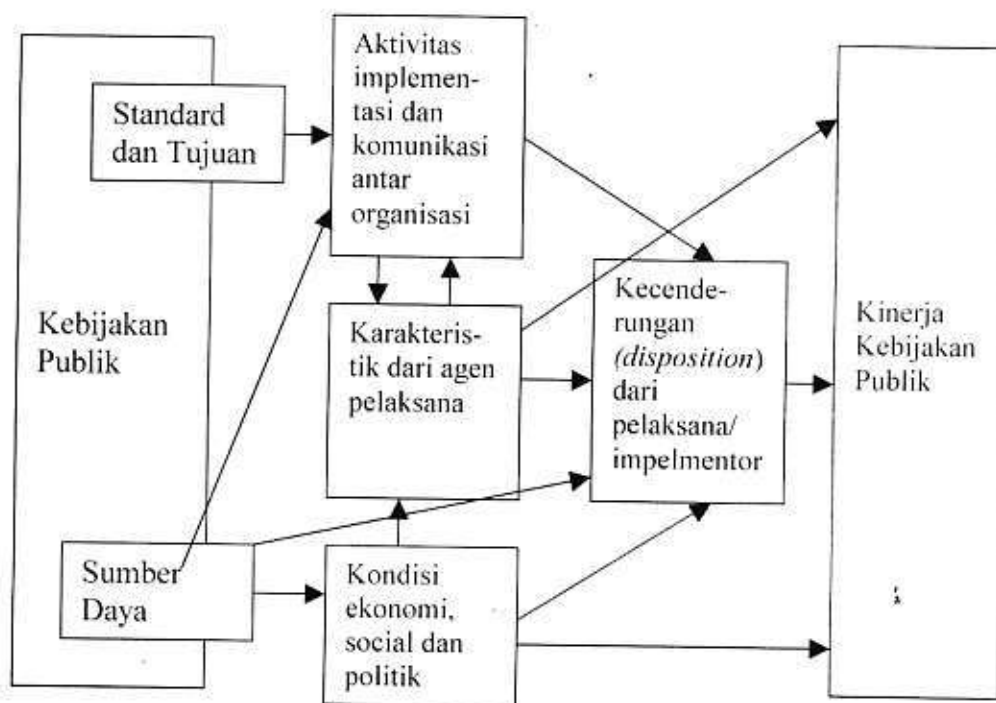 Kebijakan
Publik
Standard
dan Tujuan
Sumber
Daya
Aktivitas
implemen-
tasi dan
komunikasi
antar
organisasi
Karakteris-
tik dari agen
pelaksana
Kondisi
ekonomi,
social dan
politik
Kecende-
rungan
(disposition)
dari
pelaksana/
impelmentor
Kinerja
Kebijakan
Publik